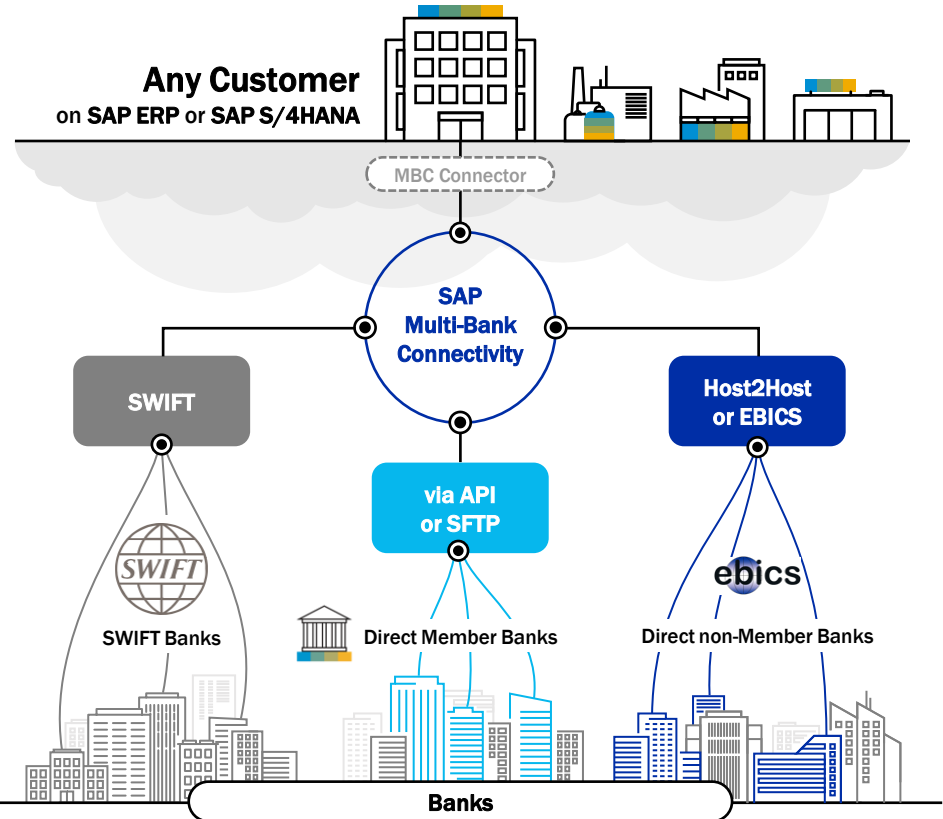 Any Customer
on SAP ERP or SAP S/4HANA
MBC Connector
SAP
Multi-Bank
Connectivity
SWIFT
Host2Host
or EBICS
via API
or SFTP
SWIFT
ebics
SWIFT Banks
Direct Member Banks
Direct non-Member Banks
Banks